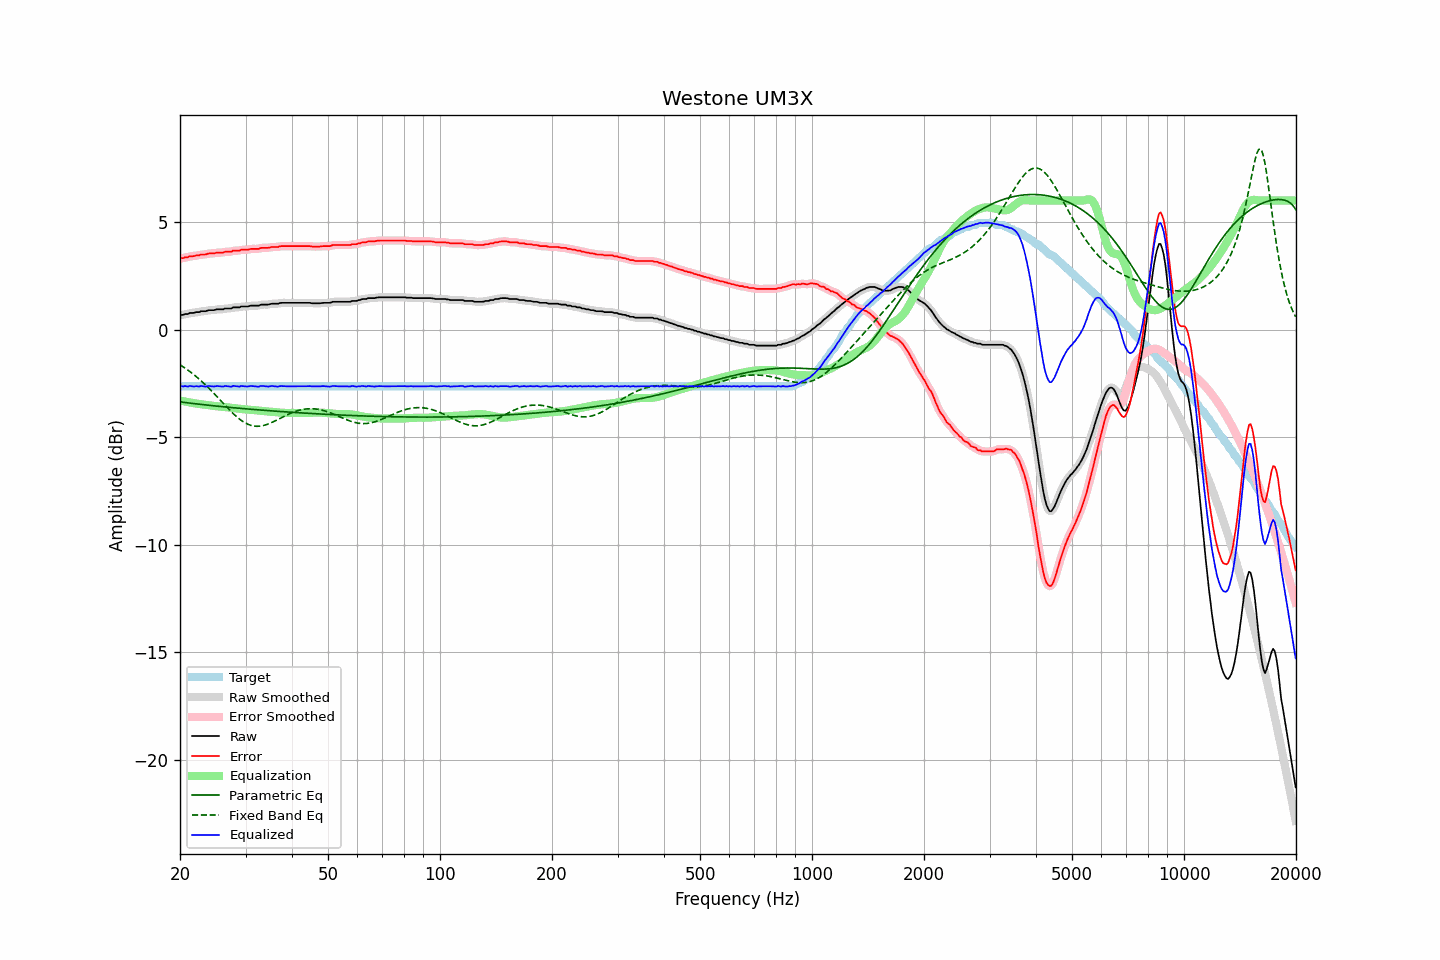 Westone UM3X
Amplitude (dBr)
5
0
−5
−10
−15
−20
Target
Raw Smoothed
Error Smoothed
Raw
Error
Equalization
Parametric Eq
Fixed Band Eq
Equalized
20 50 100 200 500 1000 2000 5000 10000 20000
Frequency (Hz)